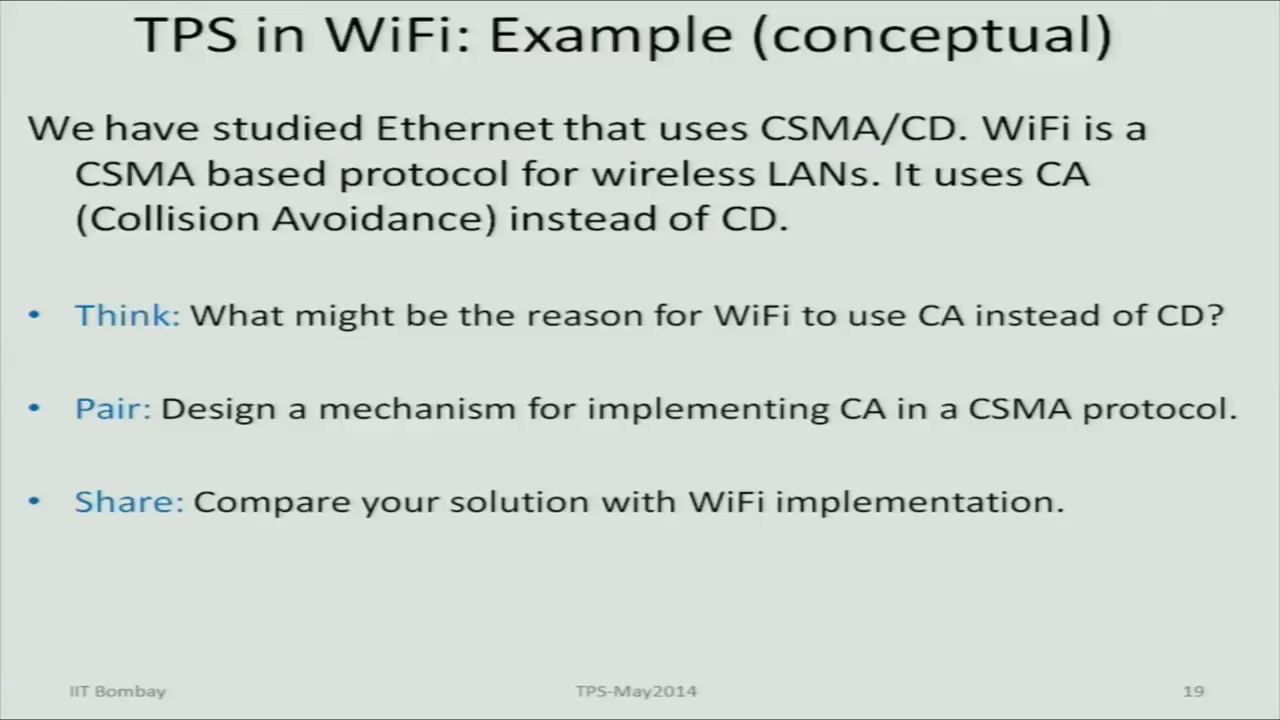 TPS in WiFi: Example (conceptual)
We have studied Ethernet that uses CSMA/CD. WiFi is a
CSMA based protocol for wireless LANs. It uses CA
(Collision Avoidance) instead of CD.
• Think: What might be the reason for WiFi to use CA instead of CD?
• Pair: Design a mechanism for implementing CA in a CSMA protocol.
• Share: Compare your solution with WiFi implementation.
IIT Bombay
TPS-May2014
19